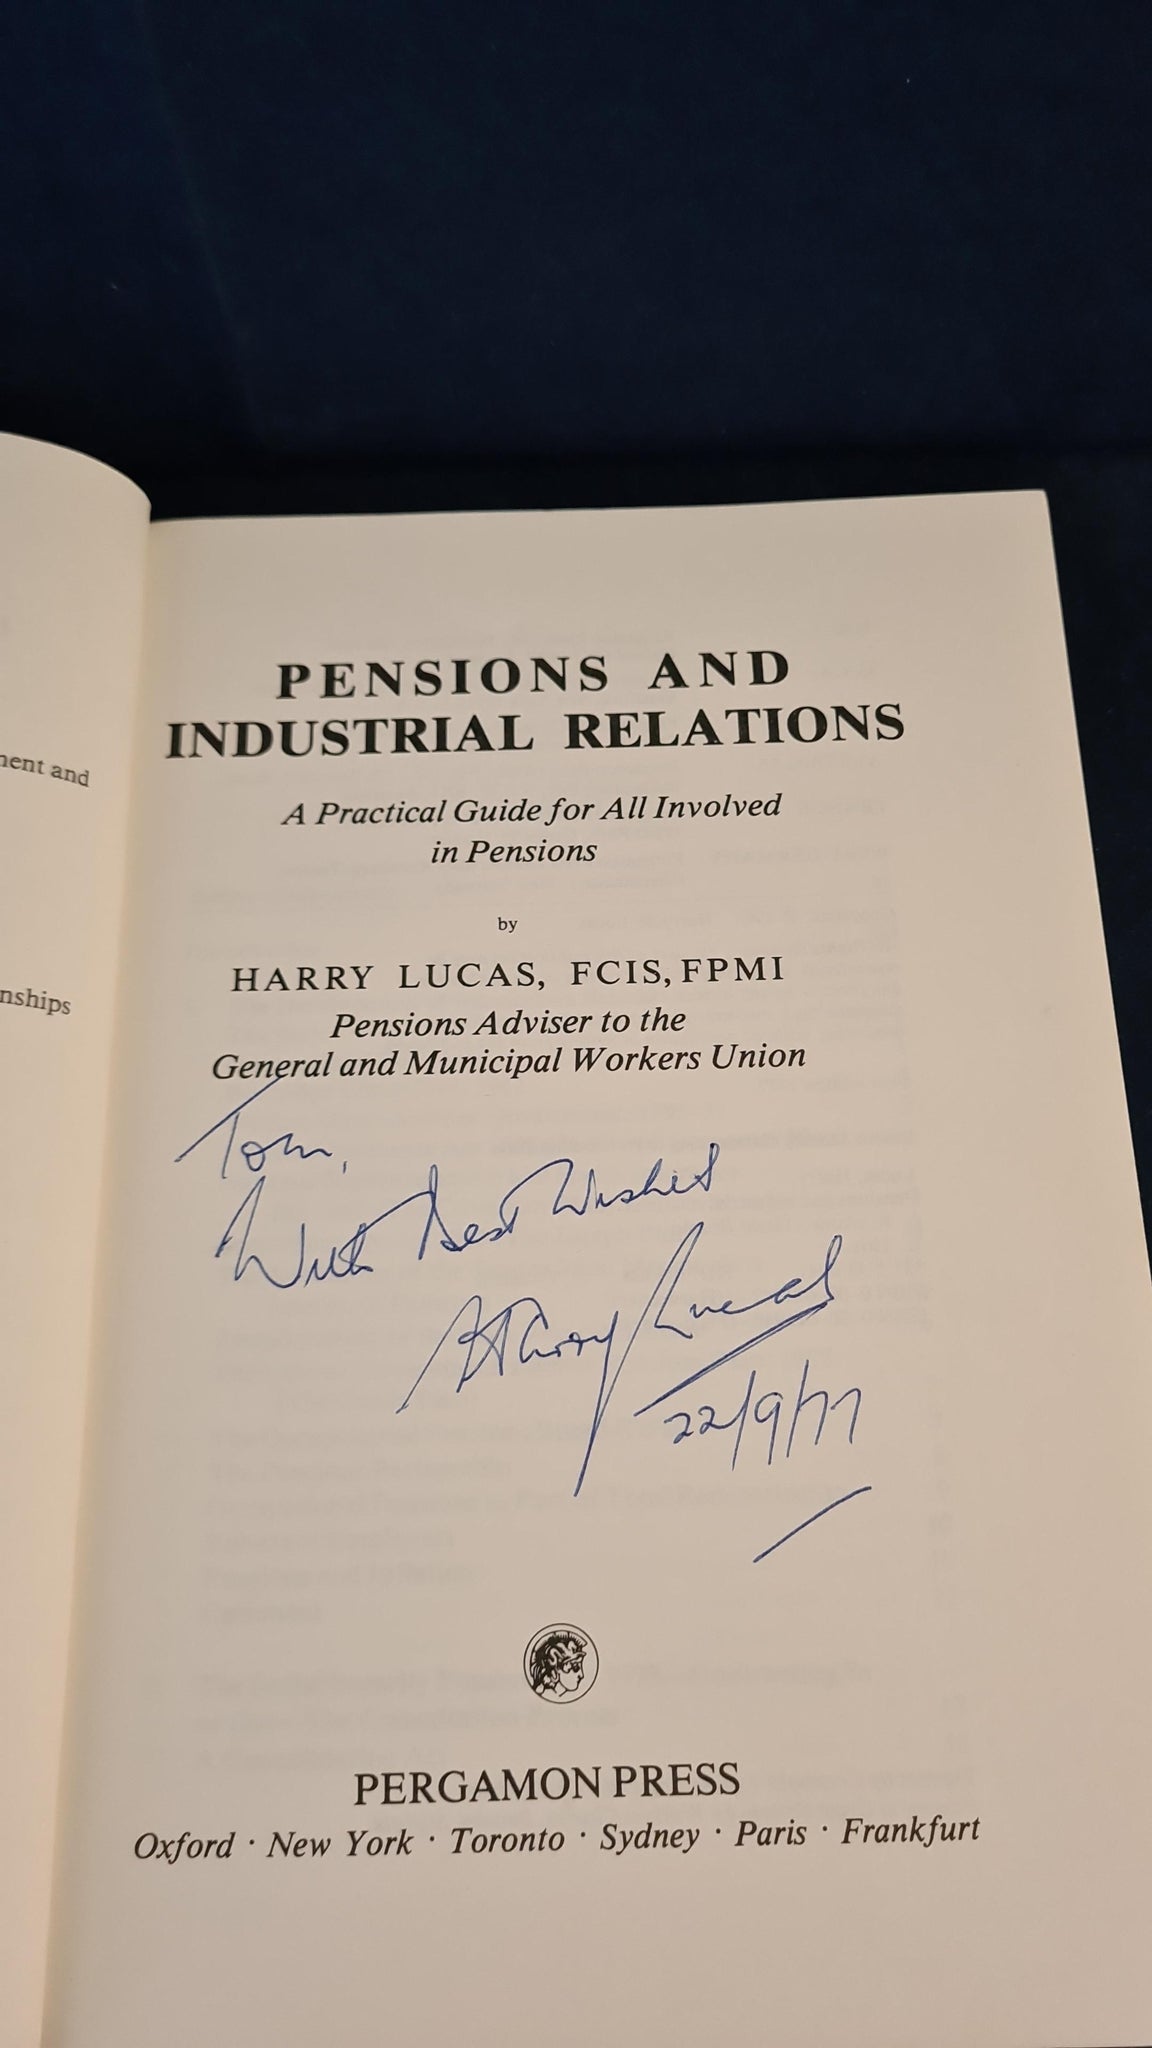 nent and
nships
PENSIONS AND
INDUSTRIAL RELATIONS
A Practical Guide for All Involved
in Pensions
by
HARRY LUCAS, FCIS, FPMI
Pensions Adviser to the
General and Municipal Workers Union
Tom,
With Best Wishes
Harry Lucas
22/9/77
PERGAMON PRESS
Oxford · New York · Toronto · Sydney · Paris · Frankfurt